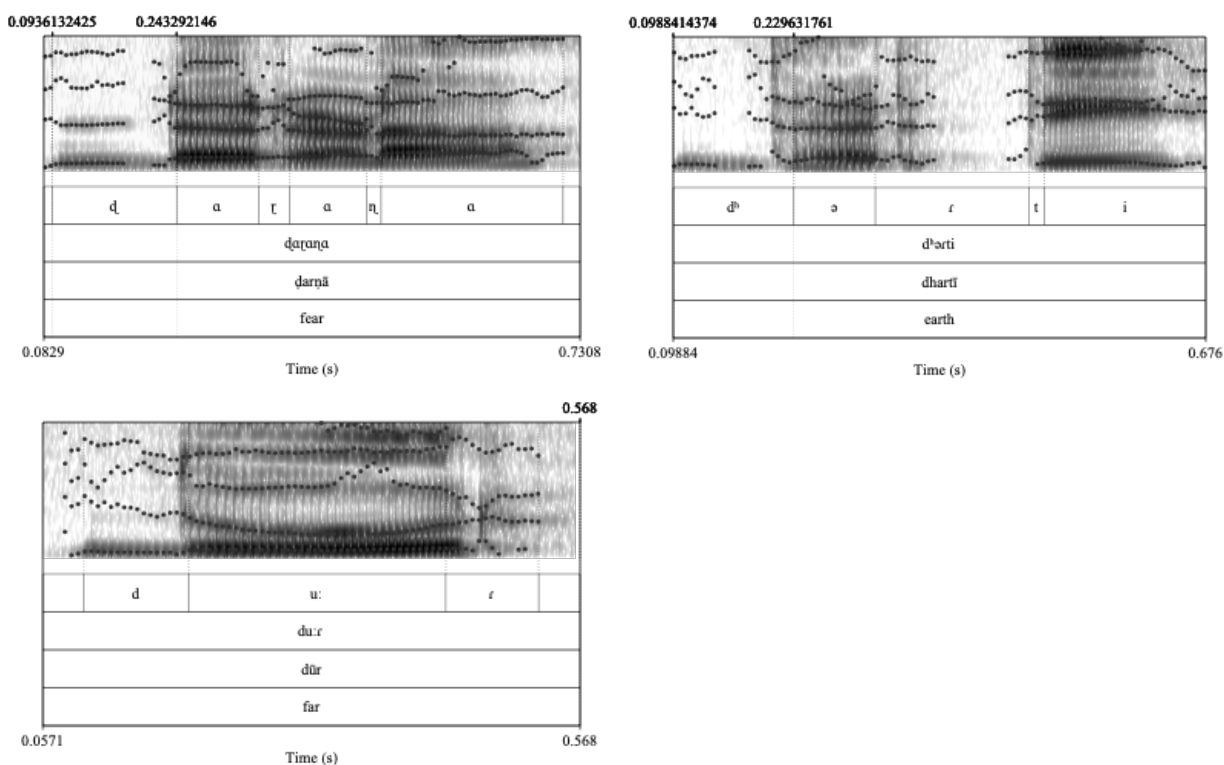 0.0936132425 0.243292146
ɖ ɑ ɽ ɑ ɳ ɑ
ɖɑɽɑɳɑ
ḍarṇā
fear
0.0829 0.7308
Time (s)
0.0988414374 0.229631761
dʰ ə ɾ t i
dʰəɾti
dhartī
earth
0.09884 0.676
Time (s)
0.568
d uː ɾ
duːɾ
dūr
far
0.0571 0.568
Time (s)